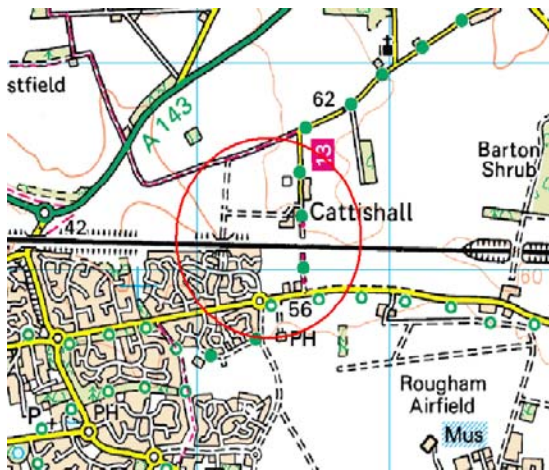 stfield
A 143
62
13
Barton
Shrub
Cattishall
42
60
56
PH
Rougham
Airfield
P
PH
Mus